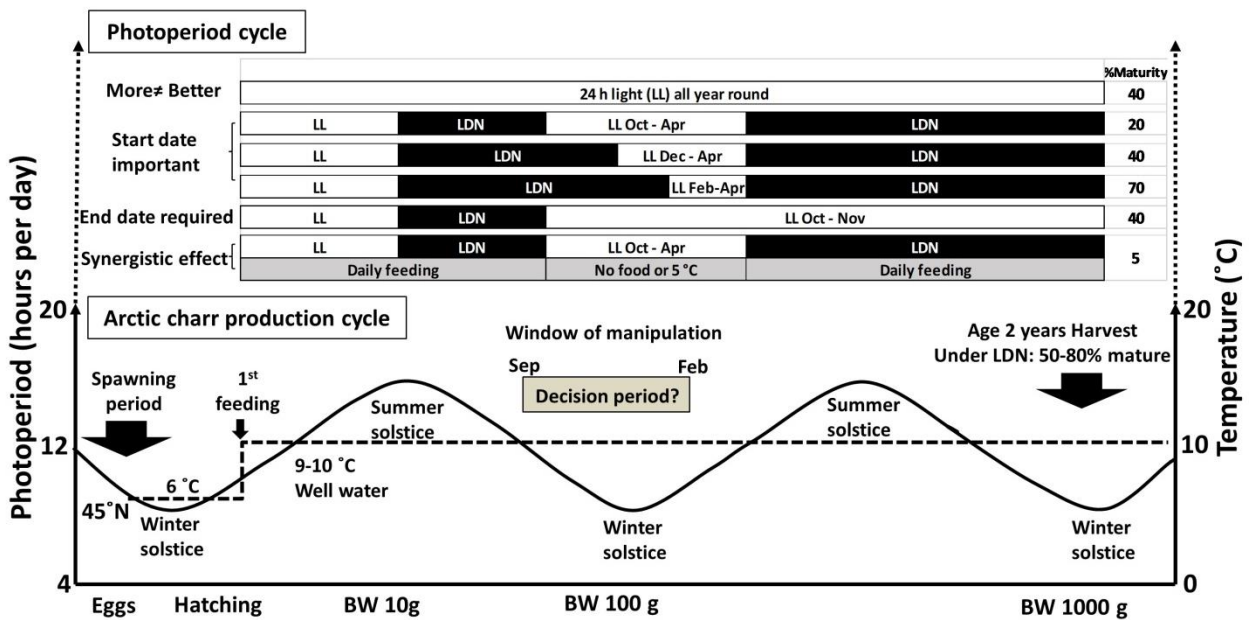 Photoperiod cycle
%Maturity
More≠ Better
24 h light (LL) all year round
40
Start date
important
LL
LDN
LL Oct - Apr
LDN
20
LL
LDN
LL Dec - Apr
LDN
40
LL
LDN
LL Feb-Apr
LDN
70
End date required
LL
LDN
LL Oct - Nov
40
Synergistic effect
LL
LDN
LL Oct - Apr
LDN
5
Daily feeding
No food or 5 °C
Daily feeding
Photoperiod (hours per day)
20
12
4
Arctic charr production cycle
Spawning
period
1st
feeding
6 ˚C
45˚N
Winter
solstice
9-10 ˚C
Well water
Summer
solstice
Window of manipulation
Sep
Feb
Decision period?
Winter
solstice
Summer
solstice
Age 2 years Harvest
Under LDN: 50-80% mature
Winter
solstice
20
10
0
Temperature (˚C)
Eggs
Hatching
BW 10g
BW 100 g
BW 1000 g